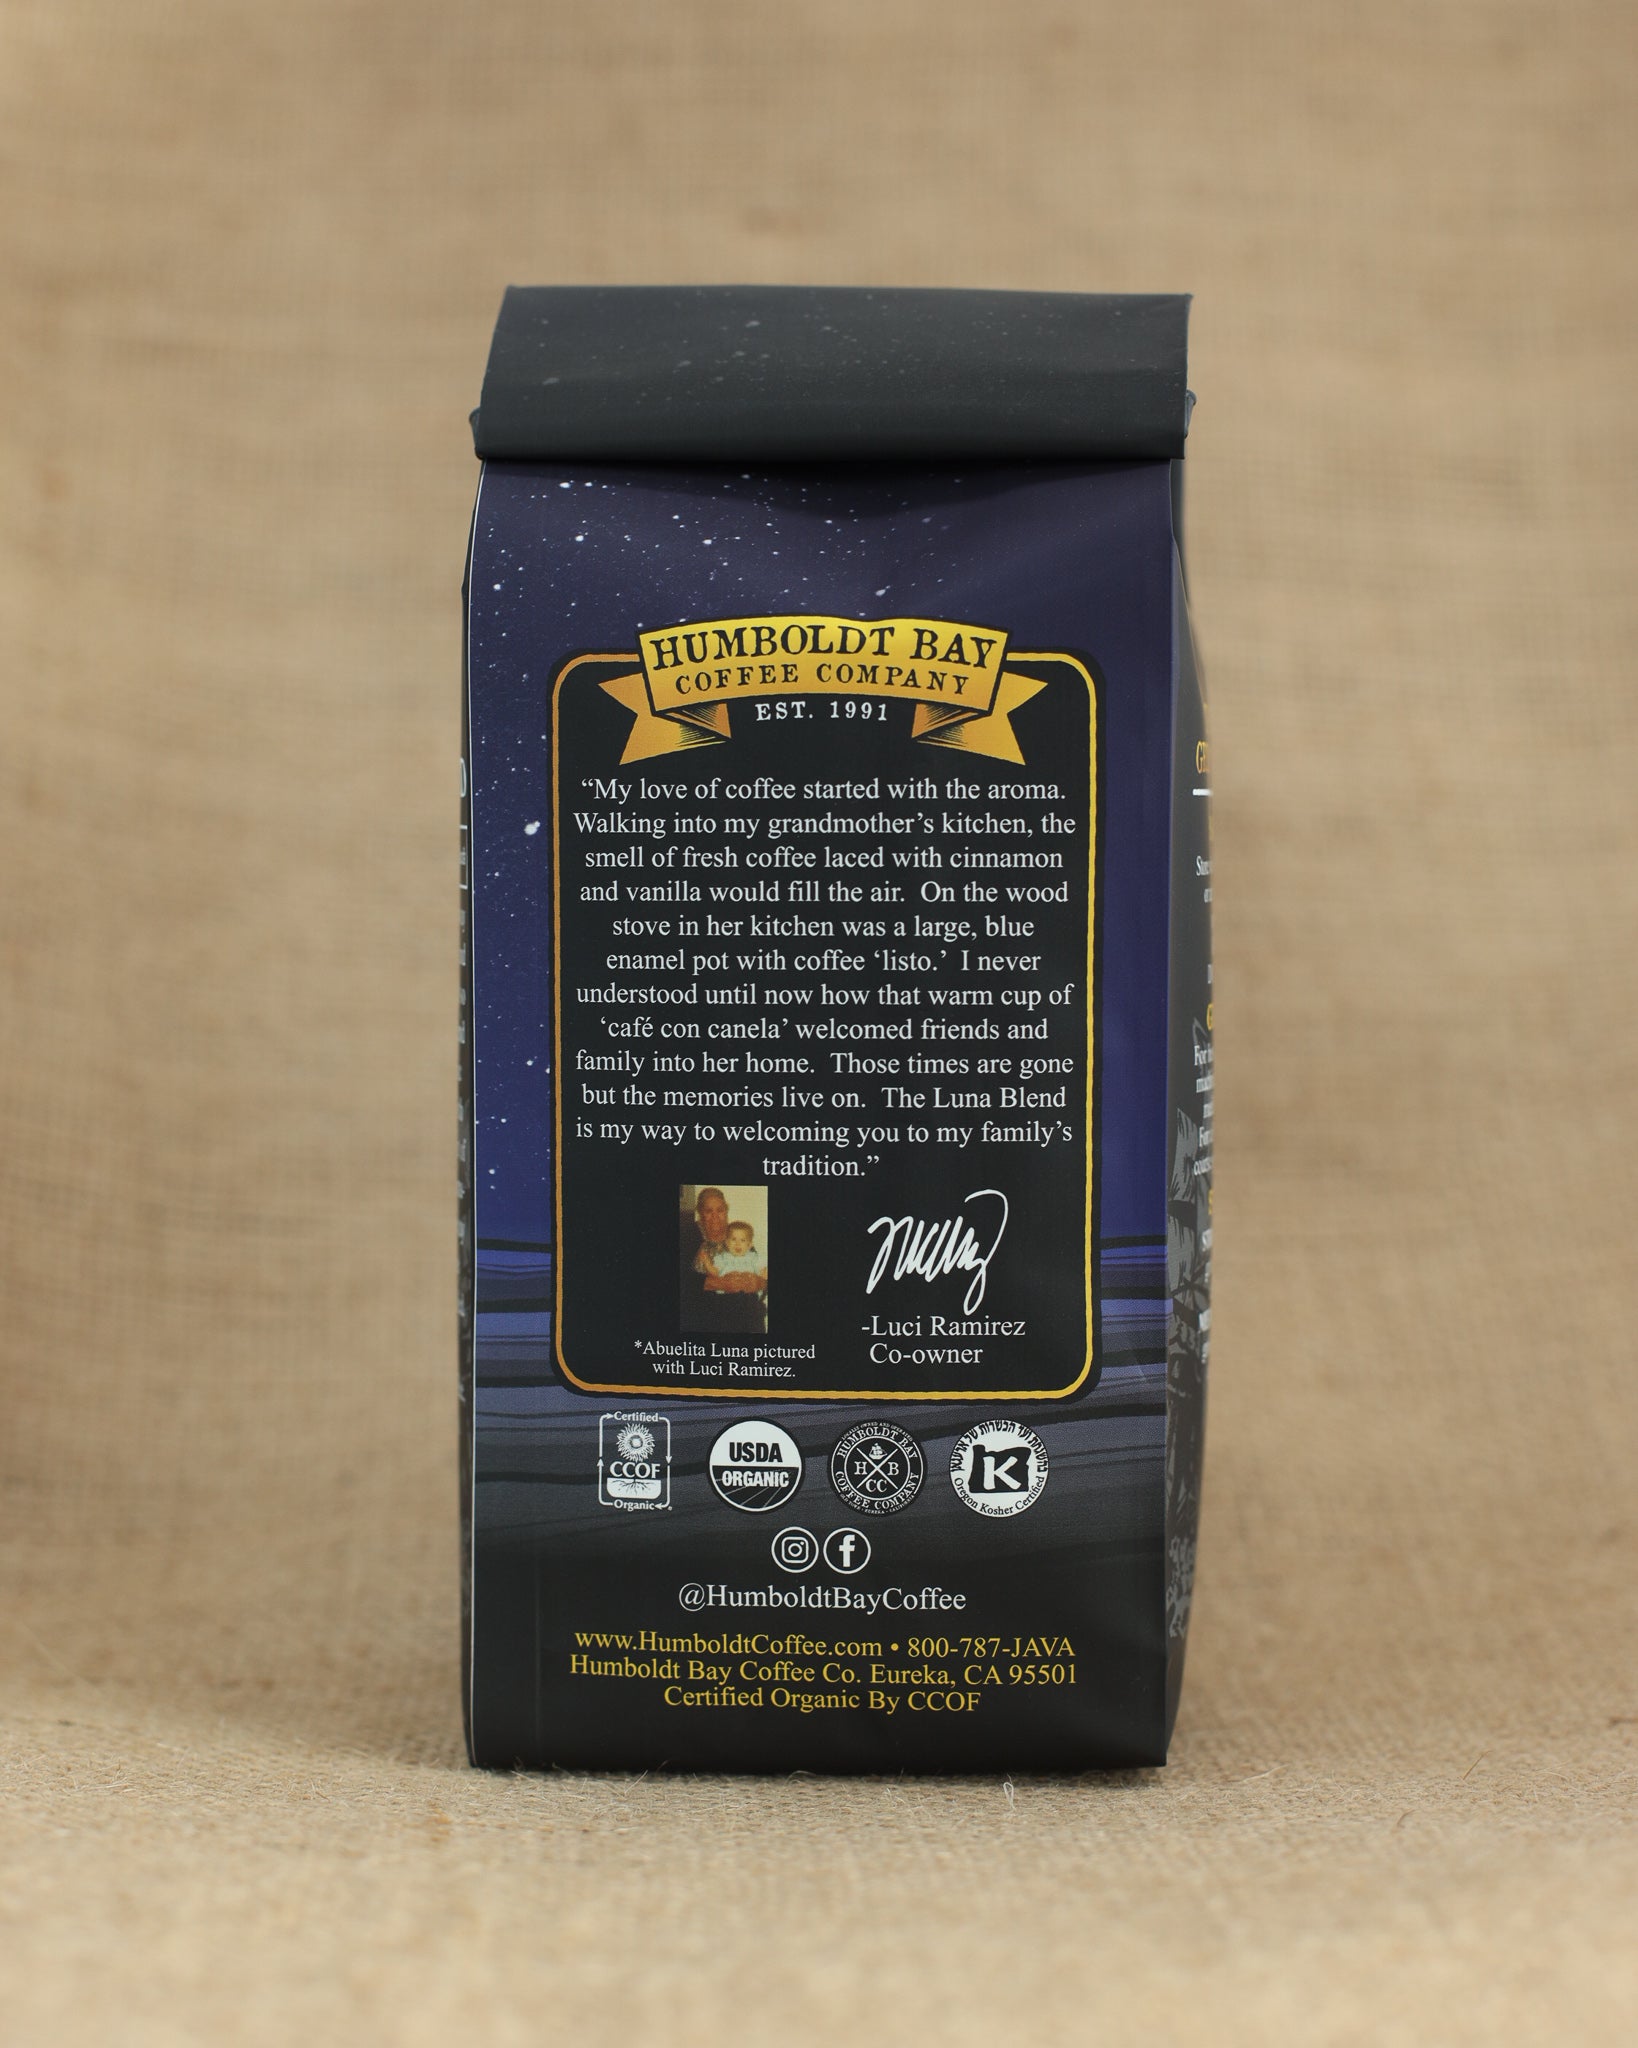 HUMBOLDT BAY
COFFEE COMPANY
EST. 1991
“My love of coffee started with the aroma.
Walking into my grandmother’s kitchen, the
smell of fresh coffee laced with cinnamon
and vanilla would fill the air. On the wood
stove in her kitchen was a large, blue
enamel pot with coffee ‘listo.’ I never
understood until now how that warm cup of
‘café con canela’ welcomed friends and
family into her home. Those times are gone
but the memories live on. The Luna Blend
is my way to welcoming you to my family’s
tradition.”
-Luci Ramirez
Co-owner
*Abuelita Luna pictured
with Luci Ramirez.
Certified
CCOF
Organic
USDA
ORGANIC
HUMBOLDT BAY
H B
CC
COFFEE COMPANY
K
Oregon Kosher Certified
@HumboldtBayCoffee
www.HumboldtCoffee.com • 800-787-JAVA
Humboldt Bay Coffee Co. Eureka, CA 95501
Certified Organic By CCOF